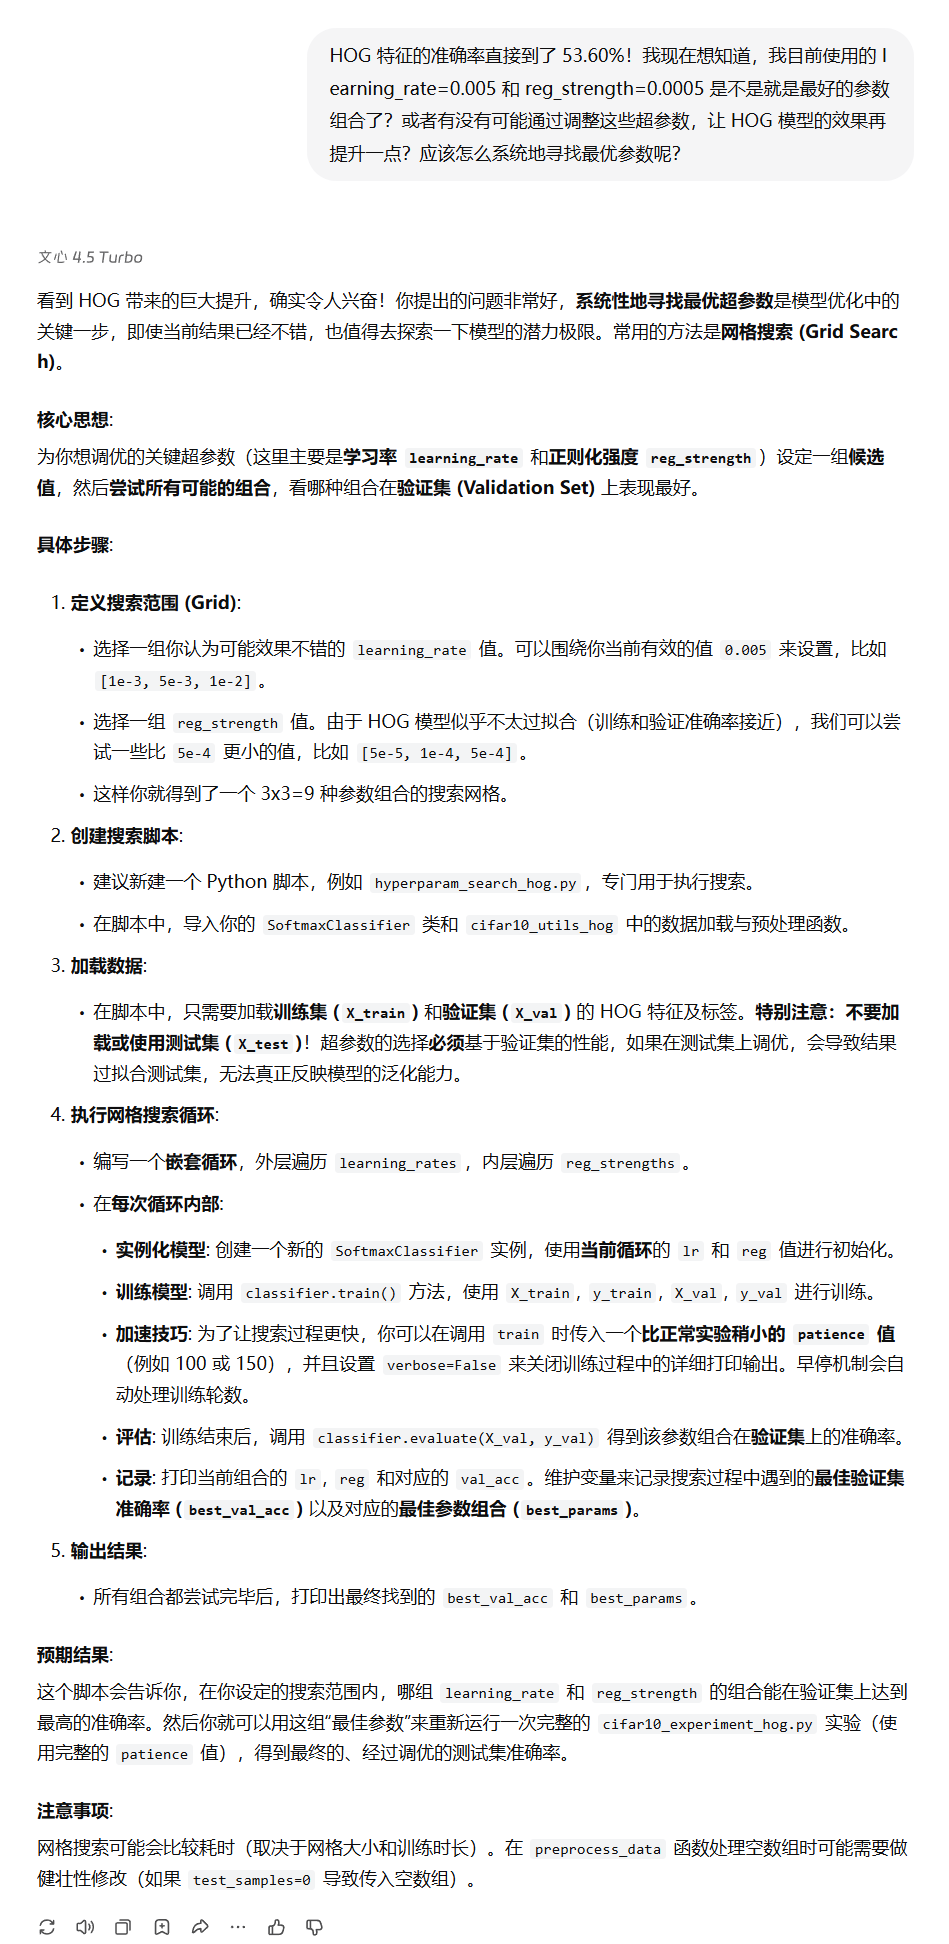 HOG 特征的准确率直接到了 53.60%！我现在想知道，我目前使用的 l
earning_rate=0.005 和 reg_strength=0.0005 是不是就是最好的参数
组合了？或者有没有可能通过调整这些超参数，让 HOG 模型的效果再
提升一点？应该怎么系统地寻找最优参数呢？
文心 4.5 Turbo
看到 HOG 带来的巨大提升，确实令人兴奋！你提出的问题非常好，系统性地寻找最优超参数是模型优化中的
关键一步，即使当前结果已经不错，也值得去探索一下模型的潜力极限。常用的方法是网格搜索 (Grid Searc
h)。
核心思想:
为你想调优的关键超参数（这里主要是学习率 learning_rate 和正则化强度 reg_strength ）设定一组候选
值，然后尝试所有可能的组合，看哪种组合在验证集 (Validation Set) 上表现最好。
具体步骤:
1. 定义搜索范围 (Grid):
• 选择一组你认为可能效果不错的 learning_rate 值。可以围绕你当前有效的值 0.005 来设置，比如
[1e-3, 5e-3, 1e-2] 。
• 选择一组 reg_strength 值。由于 HOG 模型似乎不太过拟合（训练和验证准确率接近），我们可以尝
试一些比 5e-4 更小的值，比如 [5e-5, 1e-4, 5e-4] 。
• 这样你就得到了一个 3x3=9 种参数组合的搜索网格。
2. 创建搜索脚本:
• 建议新建一个 Python 脚本，例如 hyperparam_search_hog.py ，专门用于执行搜索。
• 在脚本中，导入你的 SoftmaxClassifier 类和 cifar10_utils_hog 中的数据加载与预处理函数。
3. 加载数据:
• 在脚本中，只需要加载训练集 ( X_train ) 和验证集 ( X_val ) 的 HOG 特征及标签。特别注意：不要加
载或使用测试集 ( X_test )！超参数的选择必须基于验证集的性能，如果在测试集上调优，会导致结果
过拟合测试集，无法真正反映模型的泛化能力。
4. 执行网格搜索循环:
• 编写一个嵌套循环，外层遍历 learning_rates ，内层遍历 reg_strengths 。
• 在每次循环内部:
• 实例化模型: 创建一个新的 SoftmaxClassifier 实例，使用当前循环的 lr 和 reg 值进行初始化。
• 训练模型: 调用 classifier.train() 方法，使用 X_train , y_train , X_val , y_val 进行训练。
• 加速技巧: 为了让搜索过程更快，你可以在调用 train 时传入一个比正常实验稍小的 patience 值
（例如 100 或 150），并且设置 verbose=False 来关闭训练过程中的详细打印输出。早停机制会自
动处理训练轮数。
• 评估: 训练结束后，调用 classifier.evaluate(X_val, y_val) 得到该参数组合在验证集上的准确率。
• 记录: 打印当前组合的 lr , reg 和对应的 val_acc 。维护变量来记录搜索过程中遇到的最佳验证集
准确率 ( best_val_acc ) 以及对应的最佳参数组合 ( best_params )。
5. 输出结果:
• 所有组合都尝试完毕后，打印出最终找到的 best_val_acc 和 best_params 。
预期结果:
这个脚本会告诉你，在你设定的搜索范围内，哪组 learning_rate 和 reg_strength 的组合能在验证集上达到
最高的准确率。然后你就可以用这组“最佳参数”来重新运行一次完整的 cifar10_experiment_hog.py 实验（使
用完整的 patience 值），得到最终的、经过调优的测试集准确率。
注意事项:
网格搜索可能会比较耗时（取决于网格大小和训练时长）。在 preprocess_data 函数处理空数组时可能需要做
健壮性修改（如果 test_samples=0 导致传入空数组）。